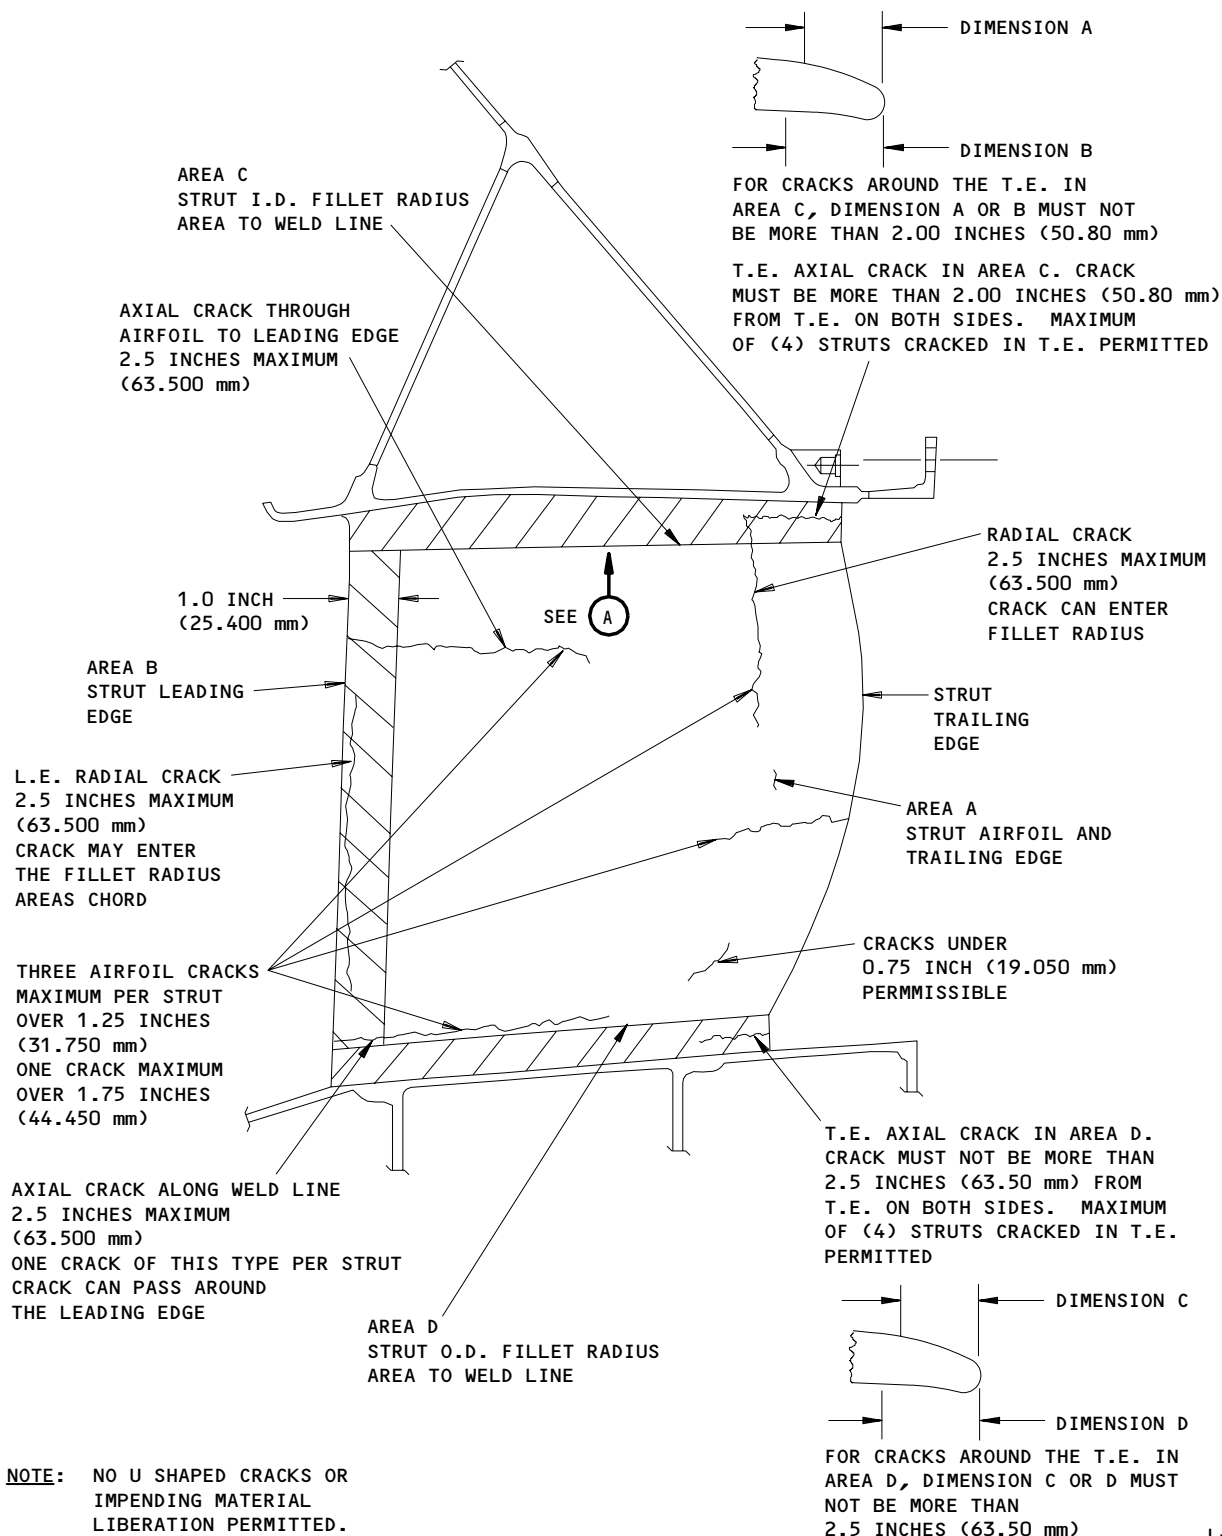 DIMENSION A
DIMENSION B
FOR CRACKS AROUND THE T.E. IN
AREA C, DIMENSION A OR B MUST NOT
BE MORE THAN 2.00 INCHES (50.80 mm)
T.E. AXIAL CRACK IN AREA C. CRACK
MUST BE MORE THAN 2.00 INCHES (50.80 mm)
FROM T.E. ON BOTH SIDES. MAXIMUM
OF (4) STRUTS CRACKED IN T.E. PERMITTED
AREA C
STRUT I.D. FILLET RADIUS
AREA TO WELD LINE
AXIAL CRACK THROUGH
AIRFOIL TO LEADING EDGE
2.5 INCHES MAXIMUM
(63.500 mm)
RADIAL CRACK
2.5 INCHES MAXIMUM
(63.500 mm)
CRACK CAN ENTER
FILLET RADIUS
1.0 INCH
(25.400 mm)
SEE A
AREA B
STRUT LEADING
EDGE
STRUT
TRAILING
EDGE
L.E. RADIAL CRACK
2.5 INCHES MAXIMUM
(63.500 mm)
CRACK MAY ENTER
THE FILLET RADIUS
AREAS CHORD
AREA A
STRUT AIRFOIL AND
TRAILING EDGE
THREE AIRFOIL CRACKS
MAXIMUM PER STRUT
OVER 1.25 INCHES
(31.750 mm)
ONE CRACK MAXIMUM
OVER 1.75 INCHES
(44.450 mm)
CRACKS UNDER
0.75 INCH (19.050 mm)
PERMMISSIBLE
AXIAL CRACK ALONG WELD LINE
2.5 INCHES MAXIMUM
(63.500 mm)
ONE CRACK OF THIS TYPE PER STRUT
CRACK CAN PASS AROUND
THE LEADING EDGE
T.E. AXIAL CRACK IN AREA D.
CRACK MUST NOT BE MORE THAN
2.5 INCHES (63.50 mm) FROM
T.E. ON BOTH SIDES. MAXIMUM
OF (4) STRUTS CRACKED IN T.E.
PERMITTED
AREA D
STRUT O.D. FILLET RADIUS
AREA TO WELD LINE
DIMENSION C
DIMENSION D
FOR CRACKS AROUND THE T.E. IN
AREA D, DIMENSION C OR D MUST
NOT BE MORE THAN
2.5 INCHES (63.50 mm)
NOTE: NO U SHAPED CRACKS OR
IMPENDING MATERIAL
LIBERATION PERMITTED.